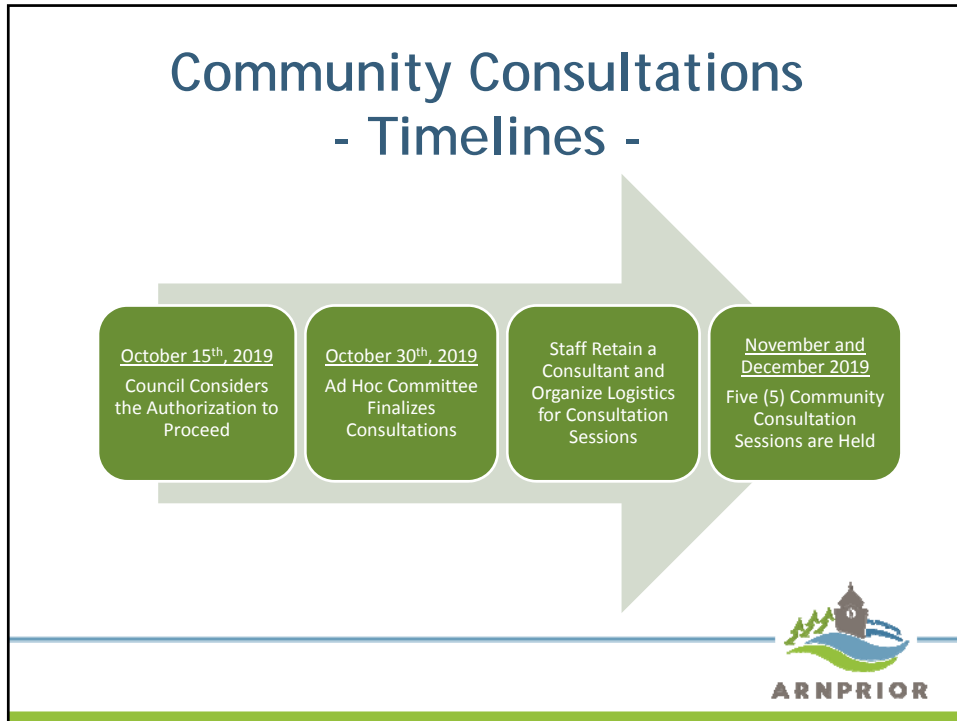 Community Consultations
- Timelines -
October 15th, 2019
Council Considers
the Authorization to
Proceed
October 30th, 2019
Ad Hoc Committee
Finalizes
Consultations
Staff Retain a
Consultant and
Organize Logistics
for Consultation
Sessions
November and
December 2019
Five (5) Community
Consultation
Sessions are Held
ARNPRIOR